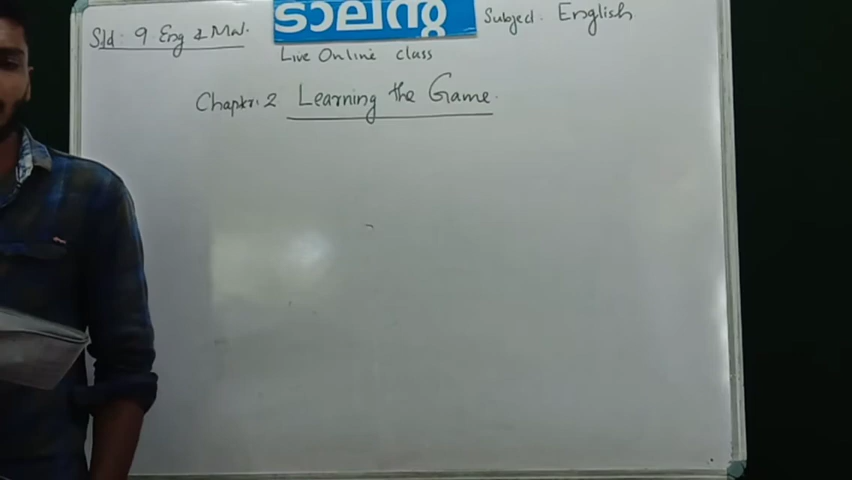 Std: 9 Eng & Mal.
Subject: English
Live Online class
Chapter: 2 Learning the Game.